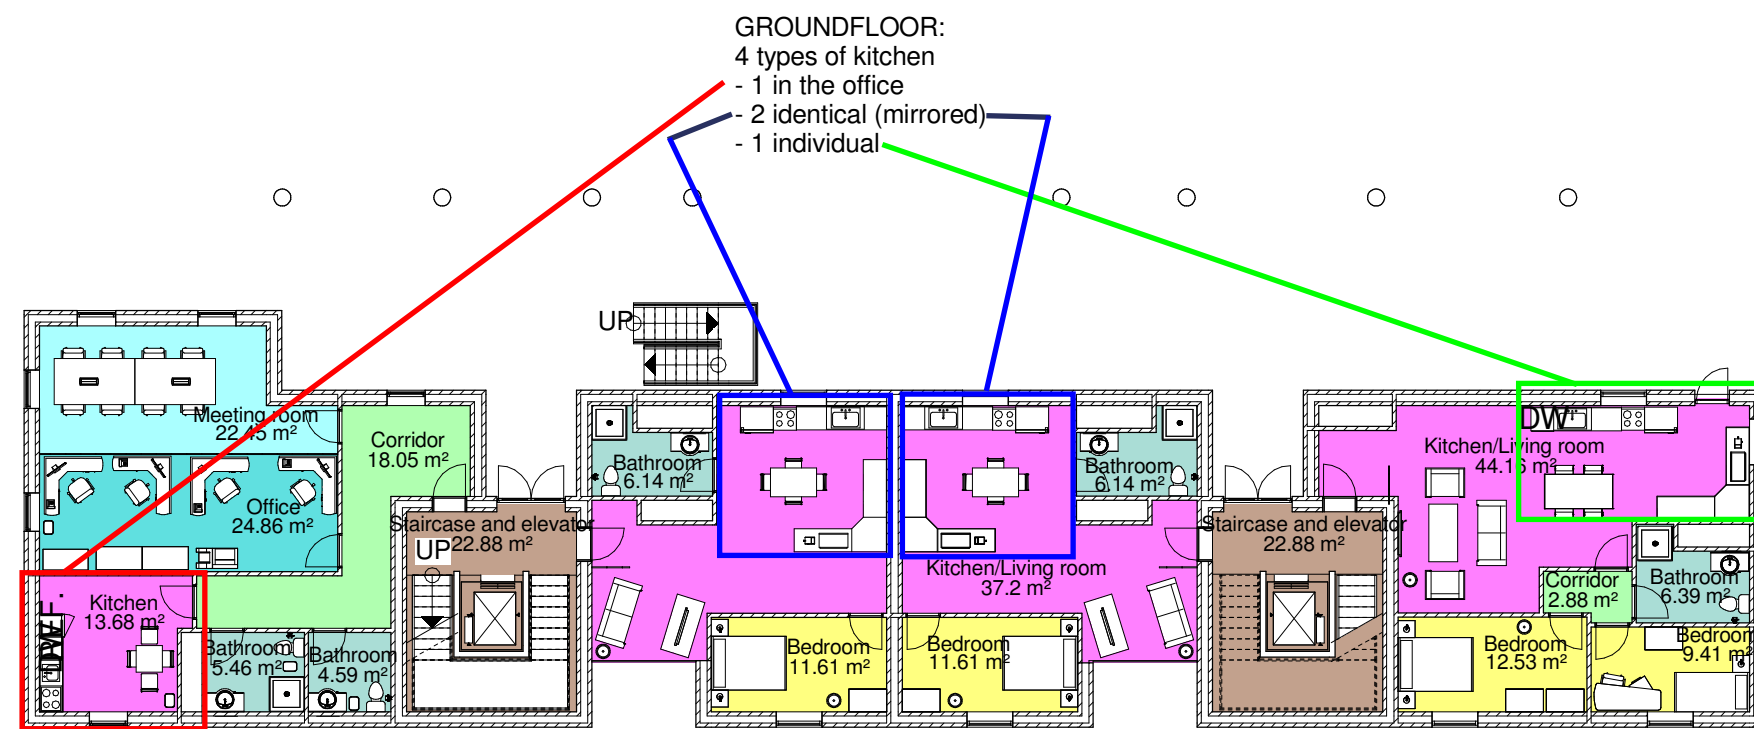 GROUNDFLOOR:
4 types of kitchen
- 1 in the office
- 2 identical (mirrored)
- 1 individual
UP
Meeting room
22.45 m²
Corridor
18.05 m²
Office
24.86 m²
Kitchen
13.68 m²
Bathroom
5.46 m²
Bathroom
4.59 m²
Staircase and elevator
22.88 m²
UP
Bathroom
6.14 m²
Bedroom
11.61 m²
Kitchen/Living room
37.2 m²
Bedroom
11.61 m²
Bathroom
6.14 m²
Staircase and elevator
22.88 m²
DW
Kitchen/Living room
44.16 m²
Corridor
2.88 m²
Bathroom
6.39 m²
Bedroom
12.53 m²
Bedroom
9.41 m²